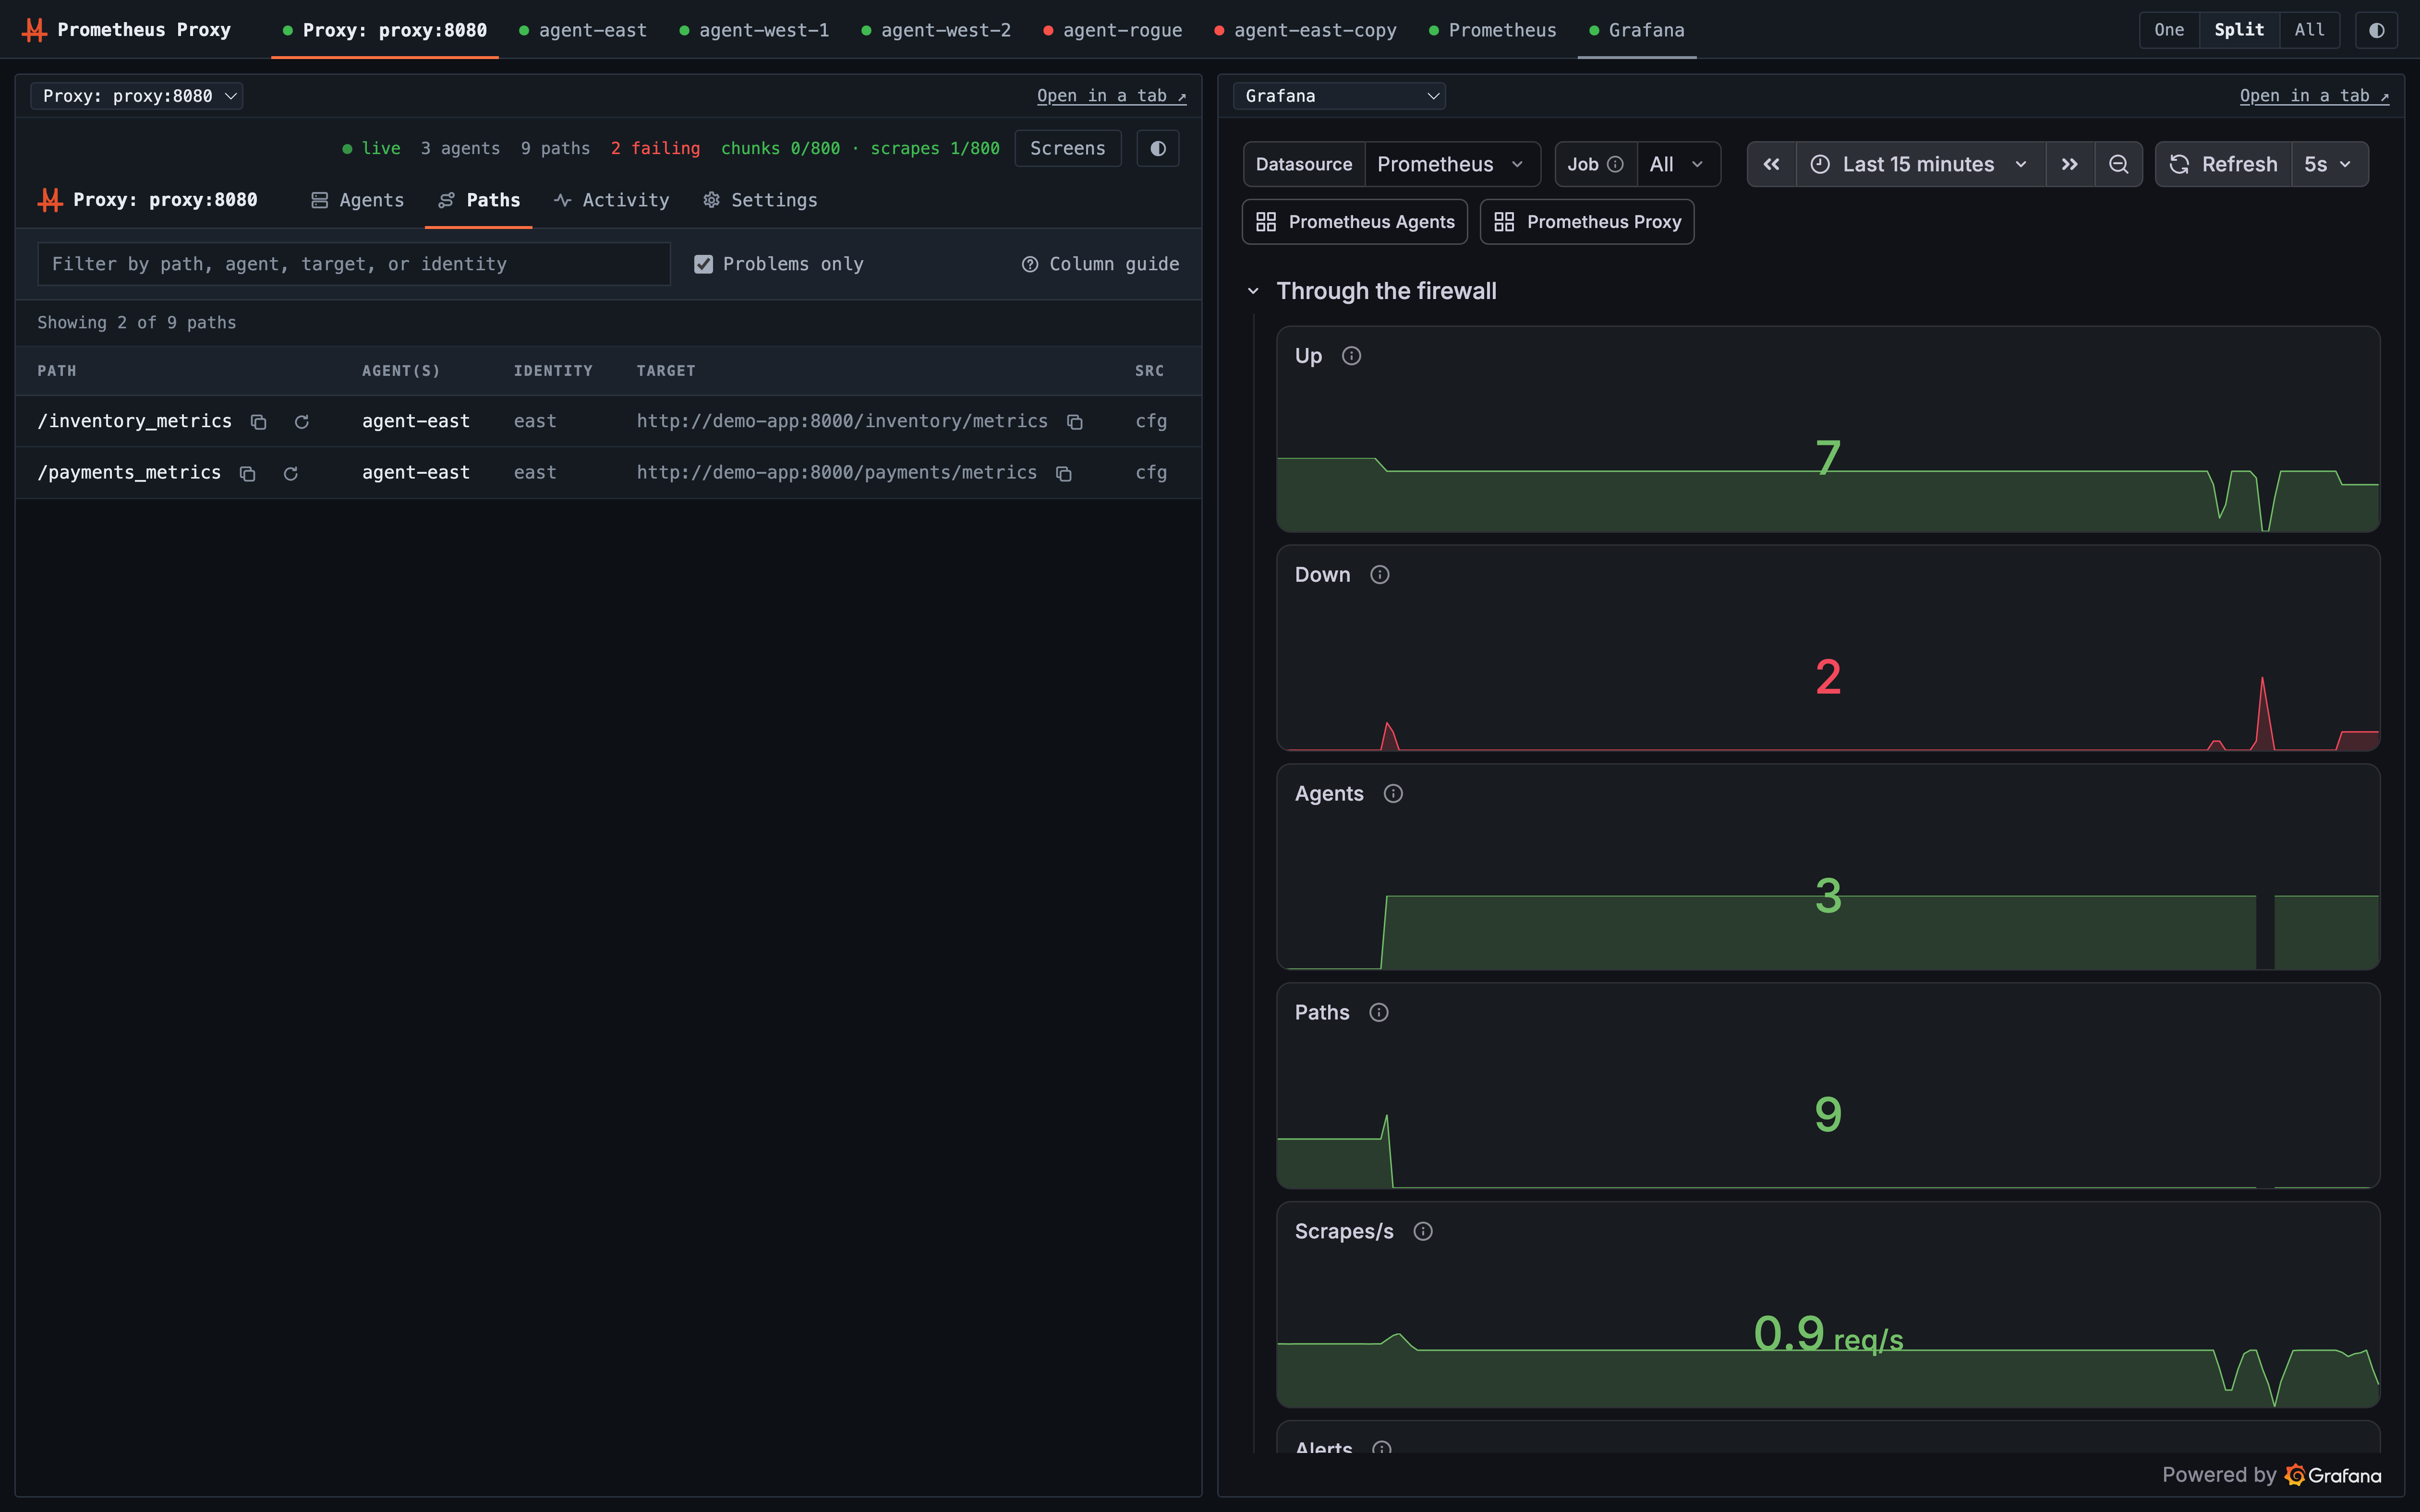 Prometheus Proxy Proxy: proxy:8080 agent-east agent-west-1 agent-west-2 agent-rogue agent-east-copy Prometheus Grafana One Split All
Proxy: proxy:8080 Open in a tab ↗
live 3 agents 9 paths 2 failing chunks 0/800 · scrapes 1/800 Screens
Proxy: proxy:8080 Agents Paths Activity Settings
Filter by path, agent, target, or identity Problems only Column guide
Showing 2 of 9 paths
PATH AGENT(S) IDENTITY TARGET SRC
/inventory_metrics agent-east east http://demo-app:8000/inventory/metrics cfg
/payments_metrics agent-east east http://demo-app:8000/payments/metrics cfg
Grafana Open in a tab ↗
Datasource Prometheus Job All Last 15 minutes Refresh 5s
Prometheus Agents Prometheus Proxy
Through the firewall
Up
7
Down
2
Agents
3
Paths
9
Scrapes/s
0.9 req/s
Alerts
Powered by Grafana